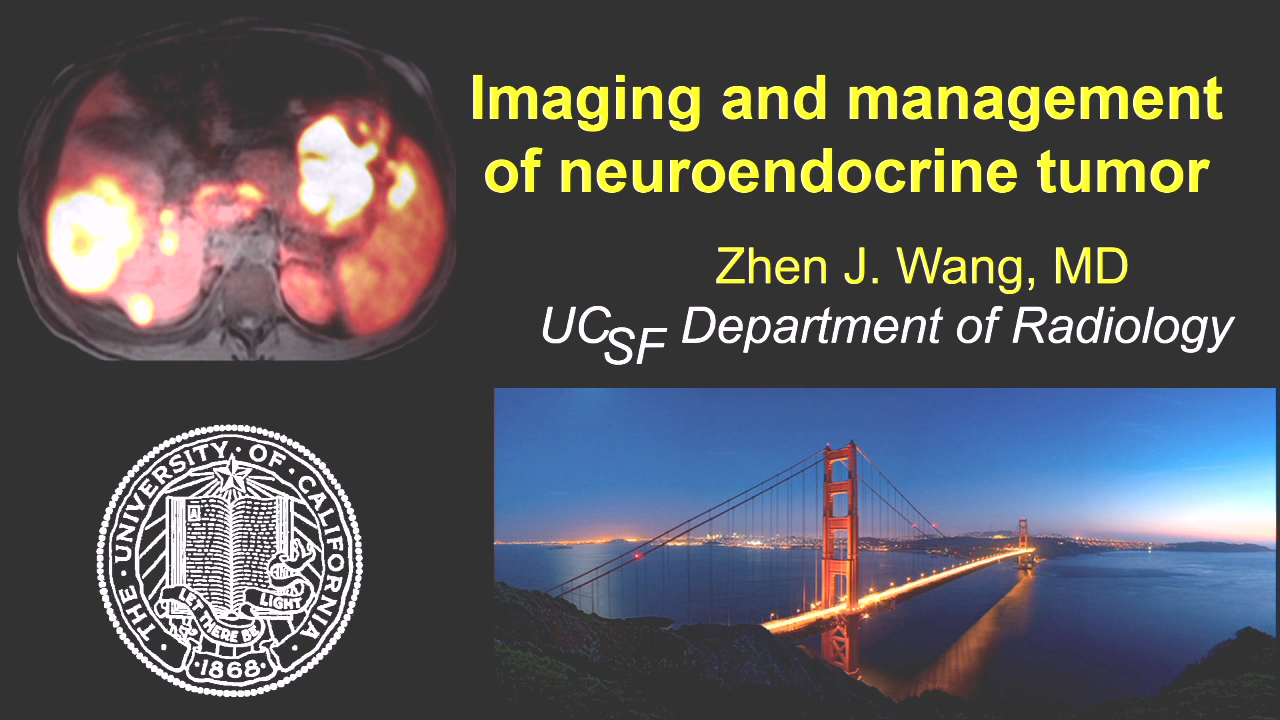 Imaging and management
of neuroendocrine tumor
Zhen J. Wang, MD
UCSF Department of Radiology
THE · UNIVERSITY · OF · CALIFORNIA
LET THERE BE LIGHT
·1868·